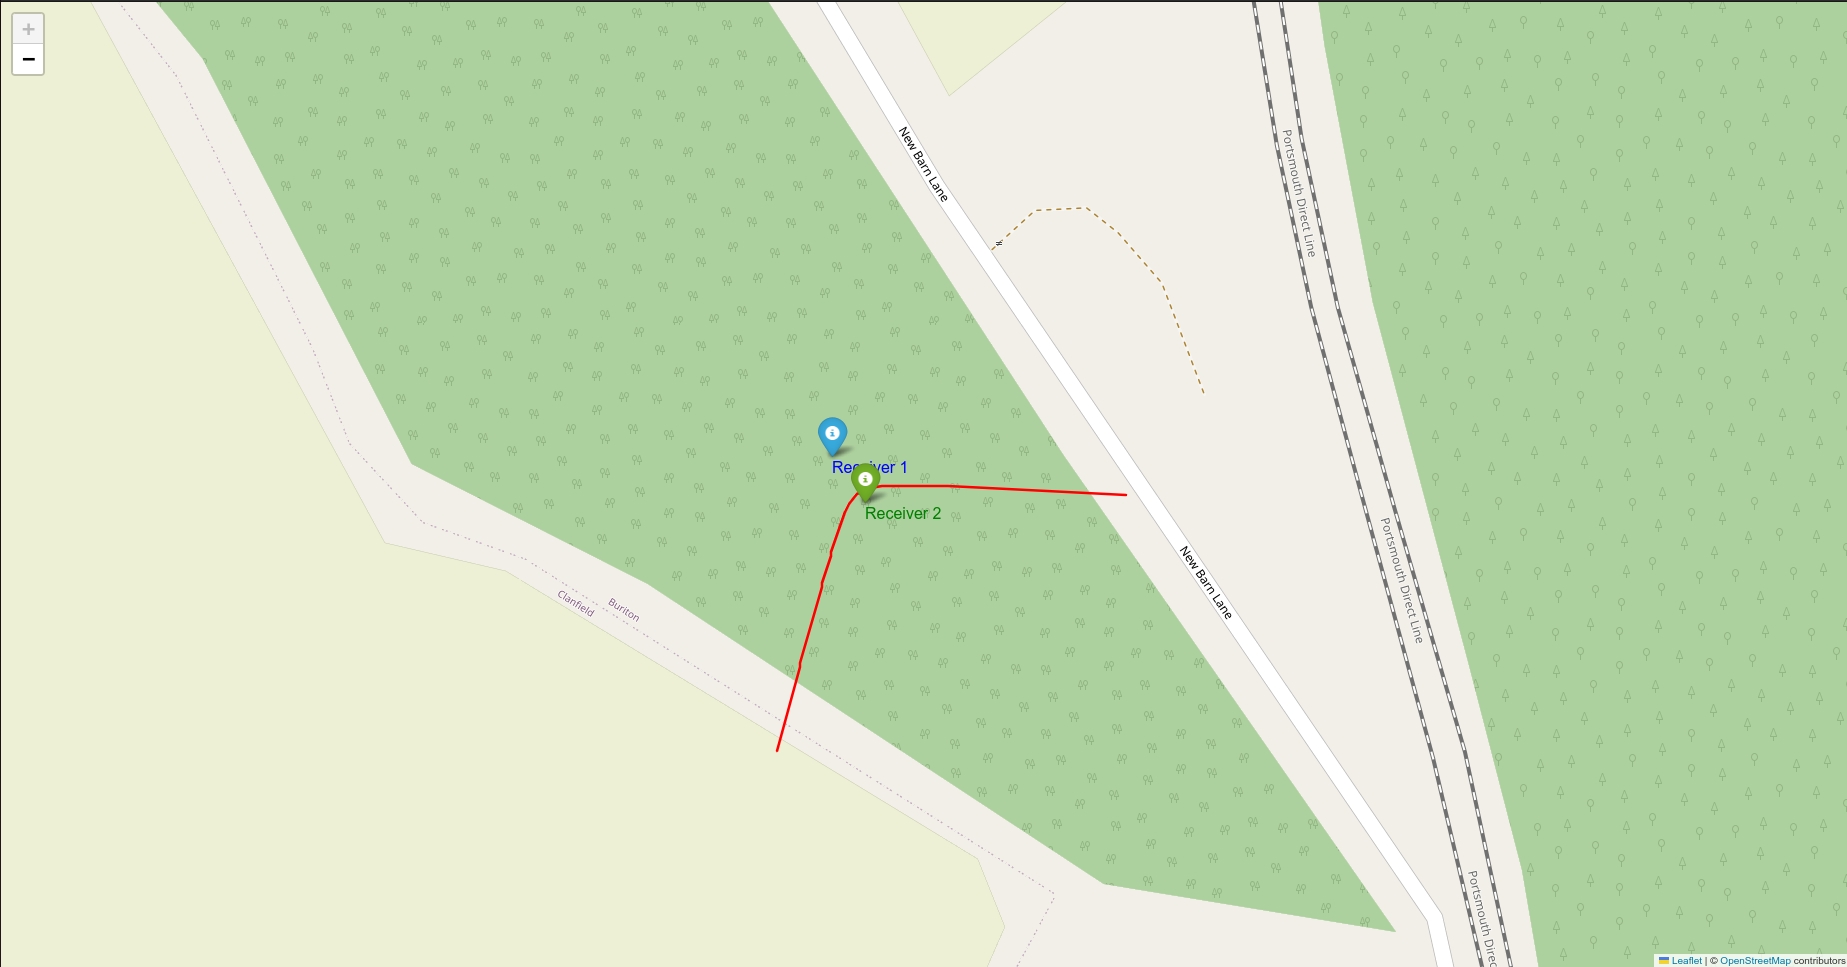 +
−
New Barn Lane
Portsmouth Direct Line
Receiver 1
Receiver 2
New Barn Lane
Portsmouth Direct Line
Buriton
Clanfield
Portsmouth Direc
Leaflet | © OpenStreetMap contributors